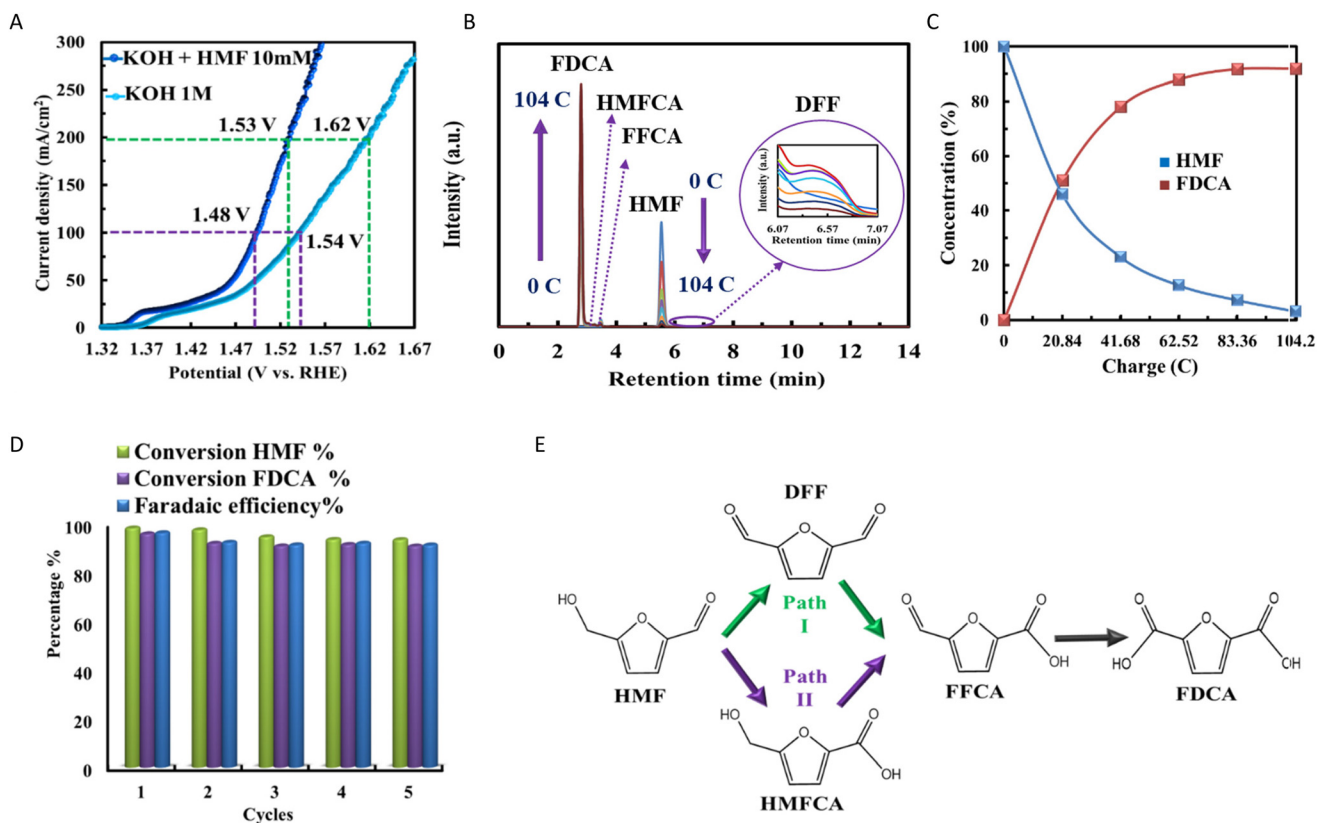 A
300
250
200
150
100
50
0
Current density (mA/cm²)
KOH + HMF 10mM
KOH 1M
1.53 V
1.62 V
1.48 V
1.54 V
1.32
1.37
1.42
1.47
1.52
1.57
1.62
1.67
Potential (V vs. RHE)
B
Intensity (a.u.)
FDCA
104 C
0 C
HMFCA
FFCA
HMF
0 C
104 C
DFF
Intensity (a.u.)
6.07
6.57
7.07
Retention time (min)
0
2
4
6
8
10
12
14
Retention time (min)
C
100
80
60
40
20
0
Concentration (%)
HMF
FDCA
0
20.84
41.68
62.52
83.36
104.2
Charge (C)
D
Conversion HMF %
Conversion FDCA %
Faradaic efficiency%
100
80
60
40
20
0
Percentage %
1
2
3
4
5
Cycles
E
DFF
O
O
O
HO
O
O
HMF
Path
I
Path
II
HO
O
O
OH
HMFCA
O
O
O
OH
FFCA
O
O
O
HO
OH
FDCA